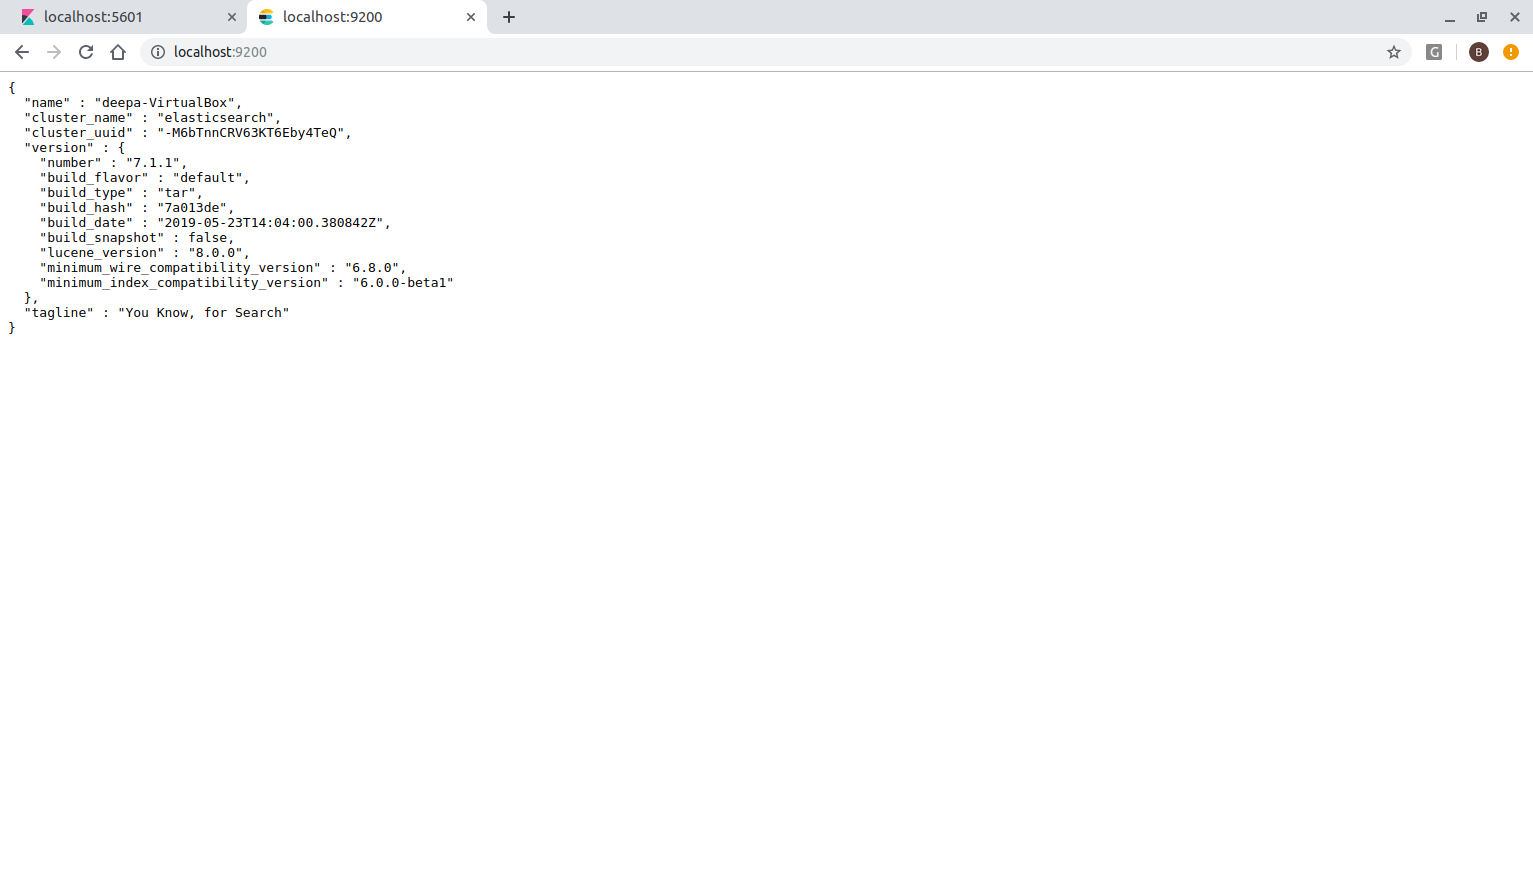 localhost:5601
localhost:9200
localhost:9200
G
B
{
  "name" : "deepa-VirtualBox",
  "cluster_name" : "elasticsearch",
  "cluster_uuid" : "-M6bTnnCRV63KT6Eby4TeQ",
  "version" : {
    "number" : "7.1.1",
    "build_flavor" : "default",
    "build_type" : "tar",
    "build_hash" : "7a013de",
    "build_date" : "2019-05-23T14:04:00.380842Z",
    "build_snapshot" : false,
    "lucene_version" : "8.0.0",
    "minimum_wire_compatibility_version" : "6.8.0",
    "minimum_index_compatibility_version" : "6.0.0-beta1"
  },
  "tagline" : "You Know, for Search"
}